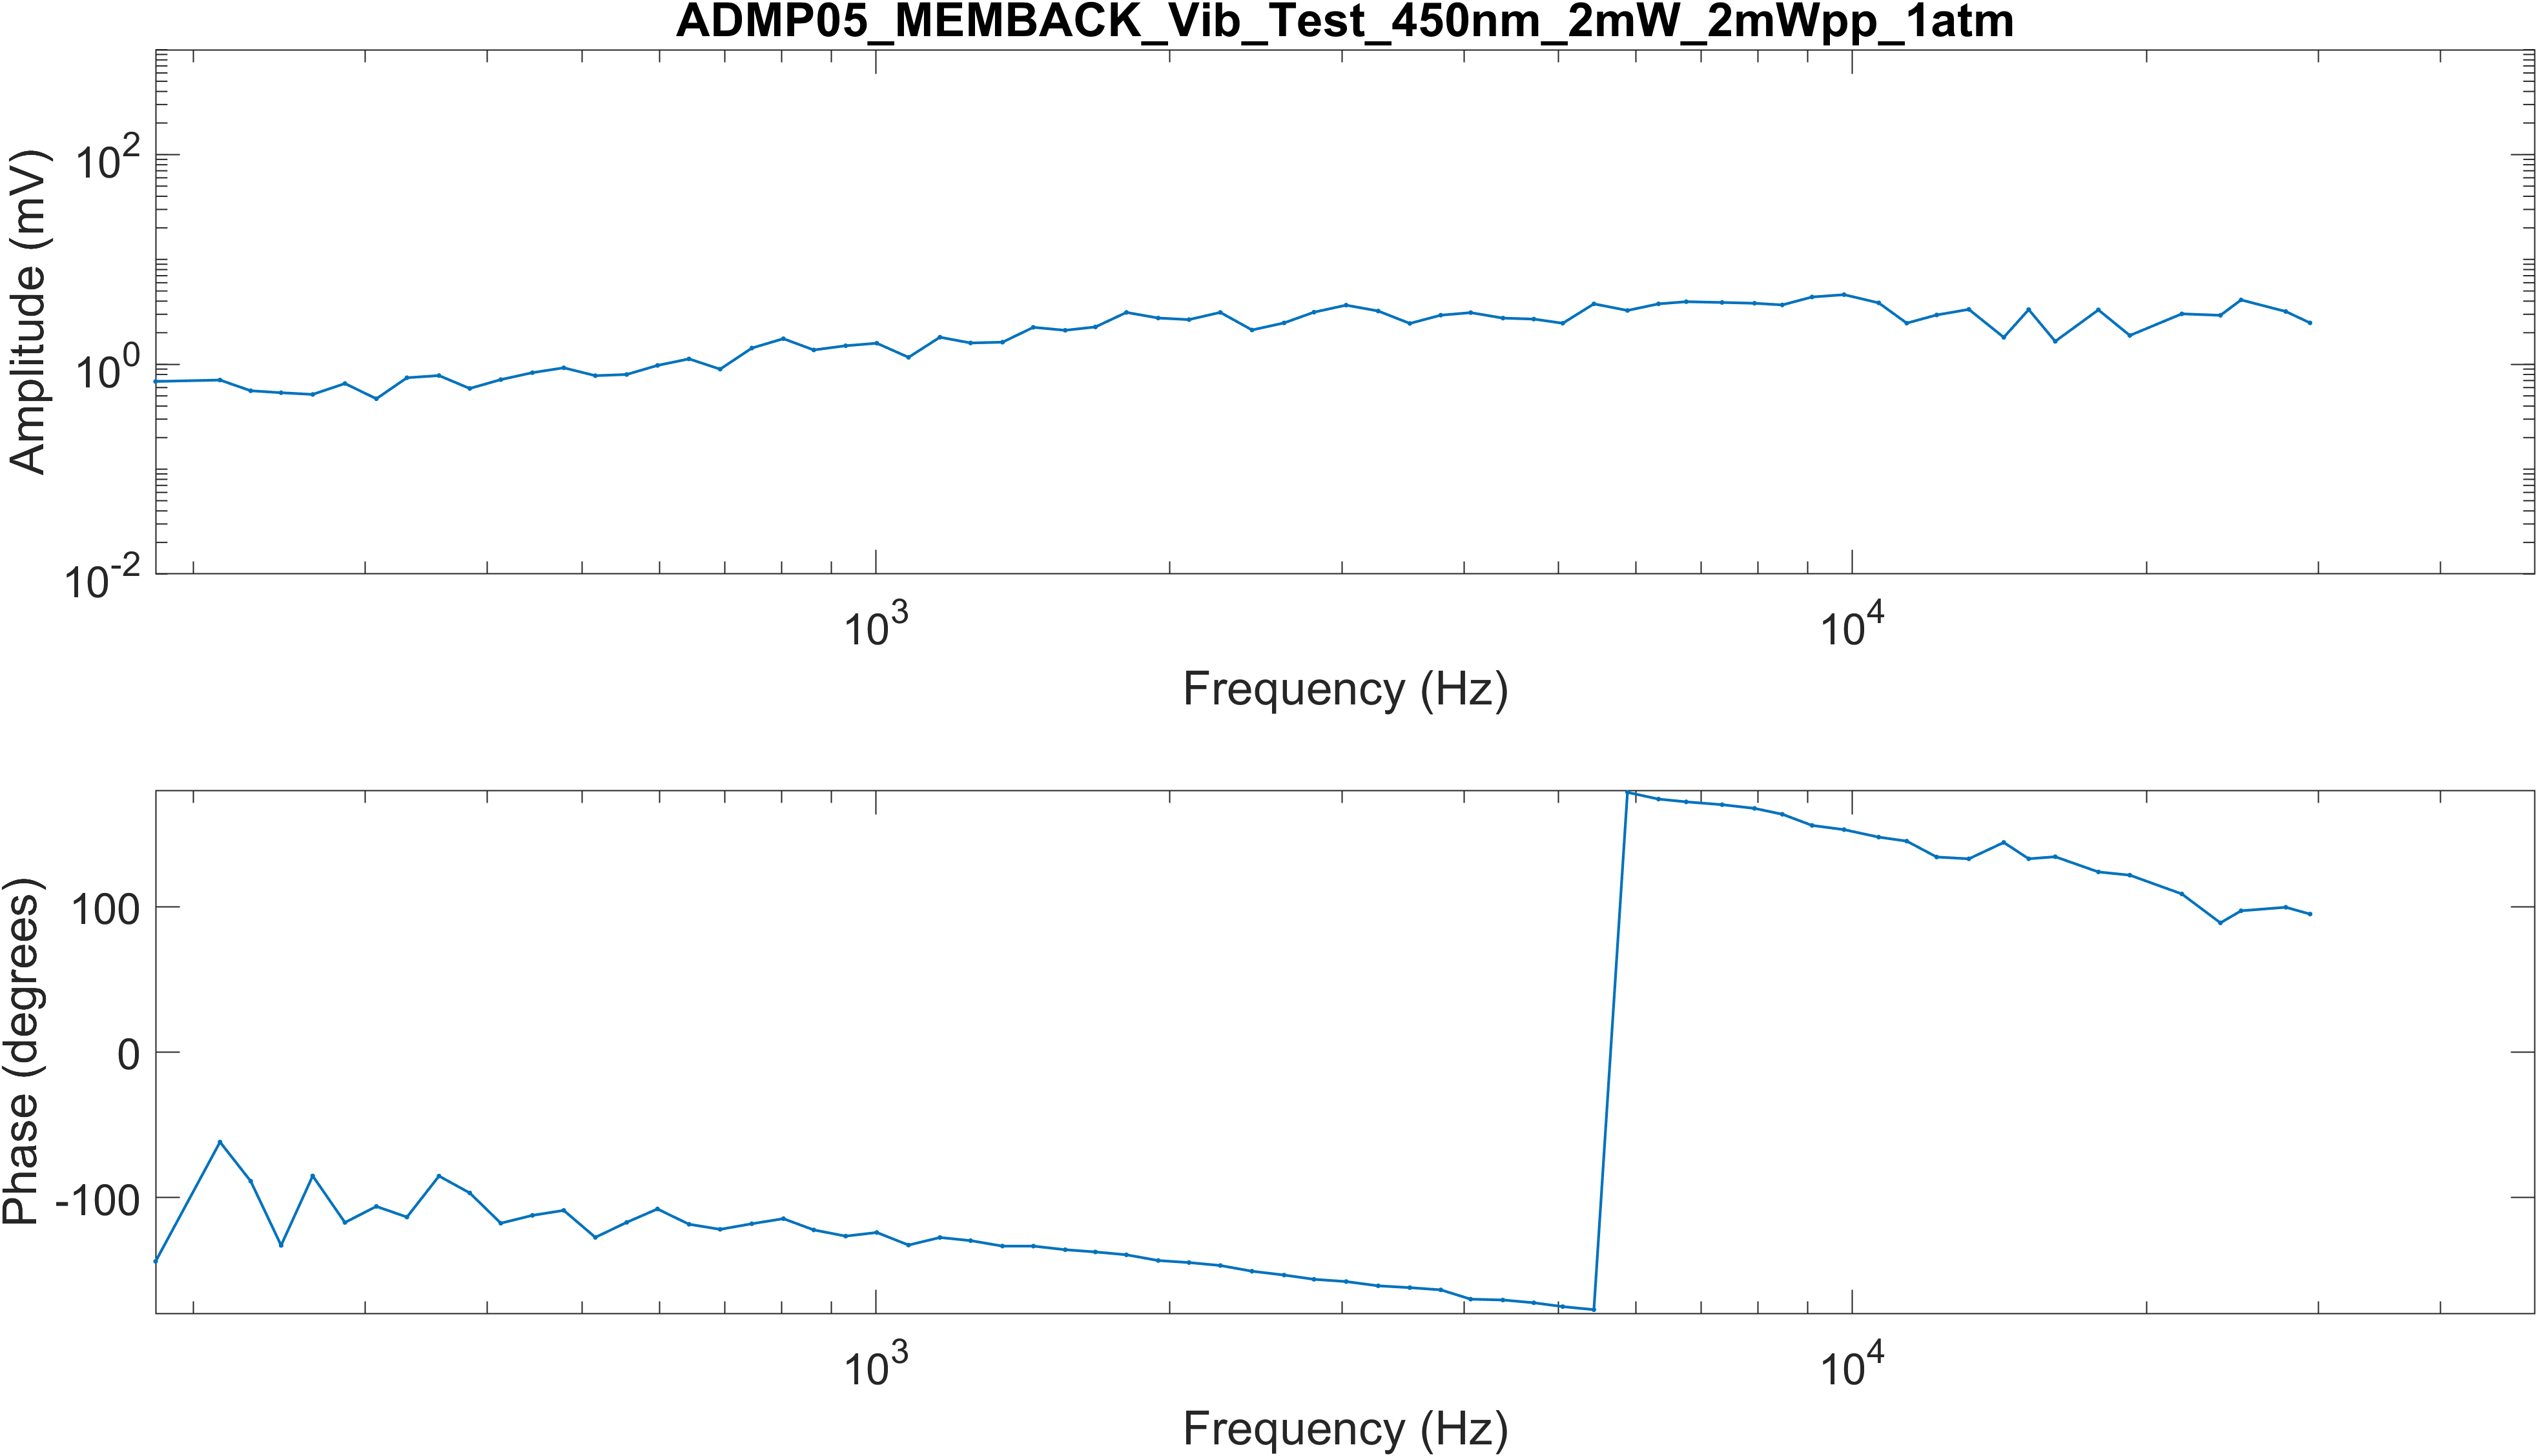 ADMP05_MEMBACK_Vib_Test_450nm_2mW_2mWpp_1atm
Amplitude (mV)
10^2
10^0
10^-2
10^3 10^4
Frequency (Hz)
Phase (degrees)
100
0
-100
10^3 10^4
Frequency (Hz)